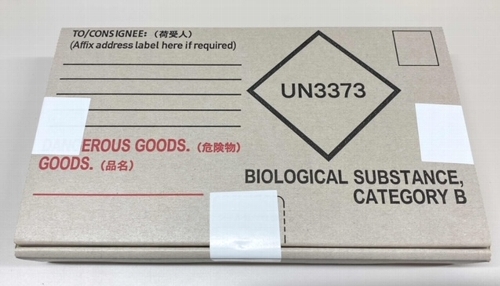 TO/CONSIGNEE: (荷受人)
(Affix address label here if required)
UN3373
DANGEROUS GOODS. (危険物)
GOODS. (品名)
BIOLOGICAL SUBSTANCE,
CATEGORY B